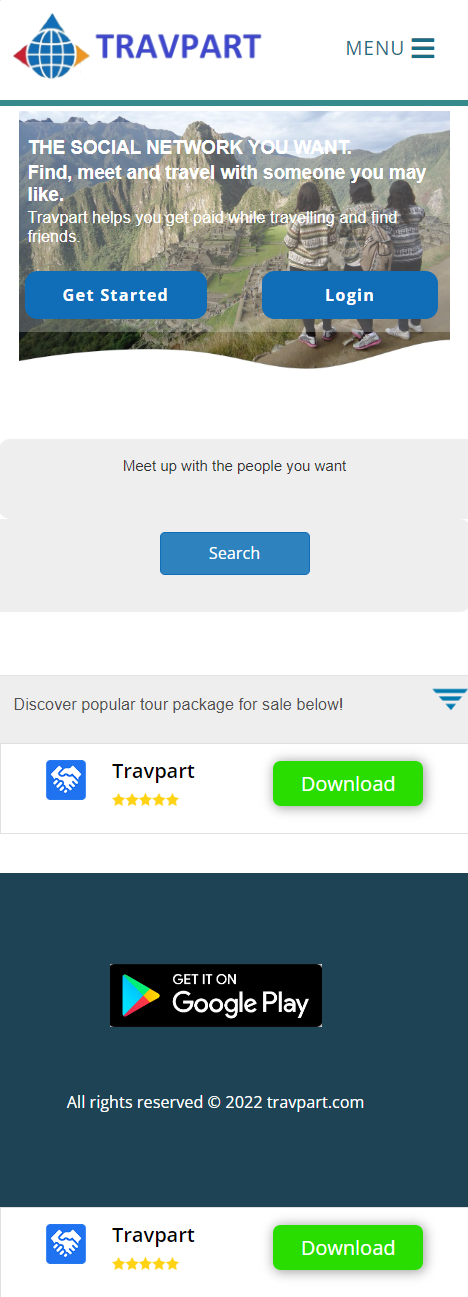 TRAVPART
MENU
THE SOCIAL NETWORK YOU WANT.
Find, meet and travel with someone you may
like.
Travpart helps you get paid while travelling and find
friends.
Get Started
Login
Meet up with the people you want
Search
Discover popular tour package for sale below!
Travpart
Download
GET IT ON
Google Play
All rights reserved © 2022 travpart.com
Travpart
Download